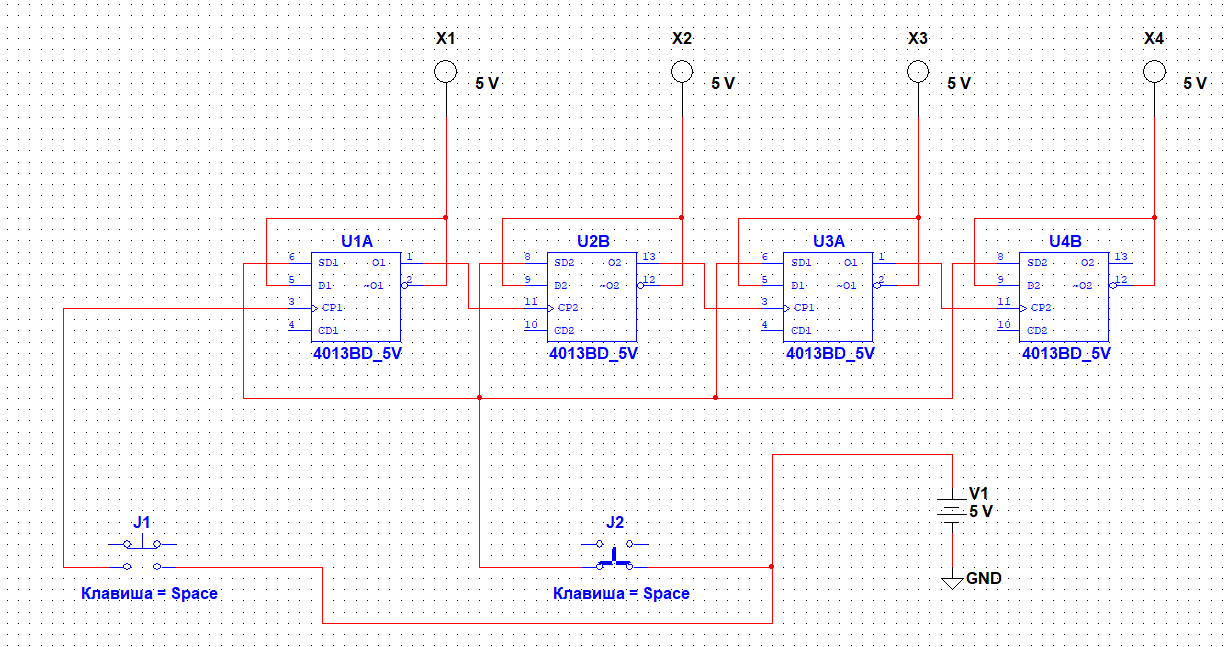 X1
5 V
X2
5 V
X3
5 V
X4
5 V
U1A
6 SD1 O1 1
5 D1 ~O1 2
3 CP1
4 CD1
4013BD_5V
U2B
8 SD2 O2 13
9 D2 ~O2 12
11 CP2
10 CD2
4013BD_5V
U3A
6 SD1 O1 1
5 D1 ~O1 2
3 CP1
4 CD1
4013BD_5V
U4B
8 SD2 O2 13
9 D2 ~O2 12
11 CP2
10 CD2
4013BD_5V
V1
5 V
J1
Клавиша = Space
J2
Клавиша = Space
GND